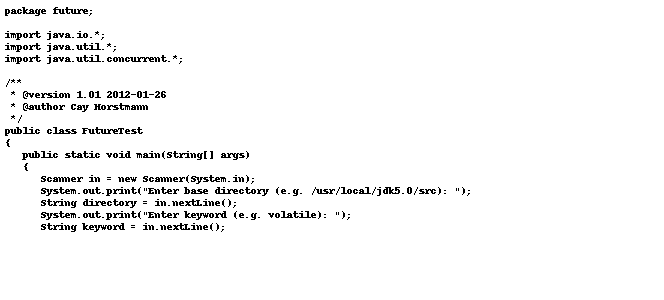 package future;

import java.io.*;
import java.util.*;
import java.util.concurrent.*;

/**
 * @version 1.01 2012-01-26
 * @author Cay Horstmann
 */
public class FutureTest
{
   public static void main(String[] args)
   {
      Scanner in = new Scanner(System.in);
      System.out.print("Enter base directory (e.g. /usr/local/jdk5.0/src): ");
      String directory = in.nextLine();
      System.out.print("Enter keyword (e.g. volatile): ");
      String keyword = in.nextLine();